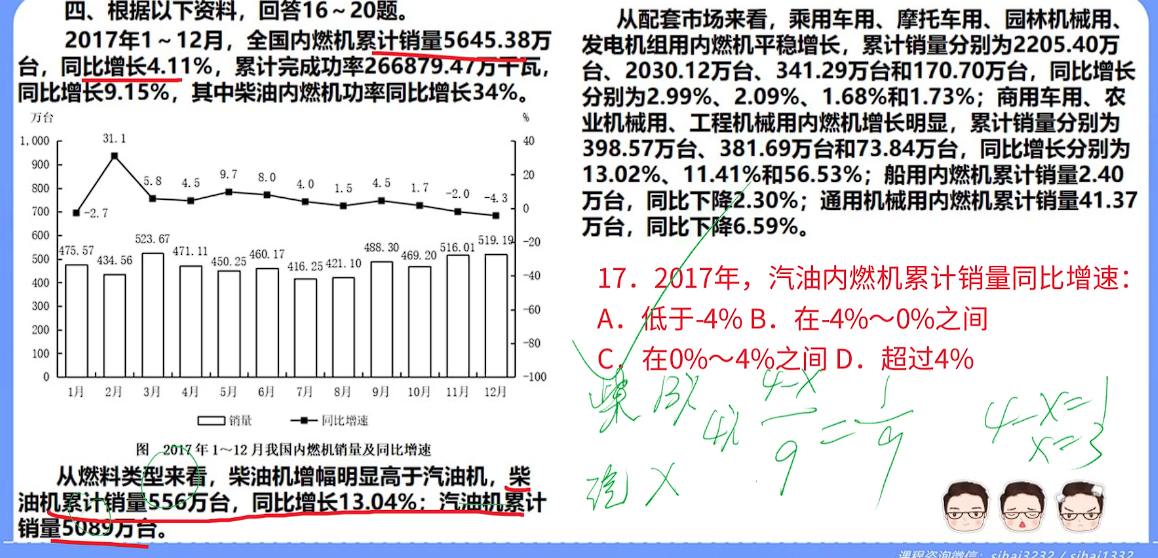 四、根据以下资料，回答16～20题。
2017年1～12月，全国内燃机累计销量5645.38万
台，同比增长4.11%，累计完成功率266879.47万千瓦，
同比增长9.15%，其中柴油内燃机功率同比增长34%。
万台 %
1,000 40
900 20
800 0
700 -20
600 -40
500 -60
400 -80
300 -100
200
100
0
-2.7 31.1 5.8 4.5 9.7 8.0 4.0 1.5 4.5 1.7 -2.0 -4.3
475.57 434.56 523.67 471.11 450.25 460.17 416.25 421.10 488.30 469.20 516.01 519.19
1月 2月 3月 4月 5月 6月 7月 8月 9月 10月 11月 12月
销量 同比增速
图 2017年1～12月我国内燃机销量及同比增速
从燃料类型来看，柴油机增幅明显高于汽油机，柴
油机累计销量556万台，同比增长13.04%；汽油机累计
销量5089万台。
从配套市场来看，乘用车用、摩托车用、园林机械用、
发电机组用内燃机平稳增长，累计销量分别为2205.40万
台、2030.12万台、341.29万台和170.70万台，同比增长
分别为2.99%、2.09%、1.68%和1.73%；商用车用、农
业机械用、工程机械用内燃机增长明显，累计销量分别为
398.57万台、381.69万台和73.84万台，同比增长分别为
13.02%、11.41%和56.53%；船用内燃机累计销量2.40
万台，同比下降2.30%；通用机械用内燃机累计销量41.37
万台，同比下降6.59%。
17．2017年，汽油内燃机累计销量同比增速：
A．低于-4% B．在-4%～0%之间
C．在0%～4%之间 D．超过4%
柴 13%
4%
4-x/9=1/9
4-x=1
x=3
汽 x
课程咨询微信：sihai3232 / sihai1332